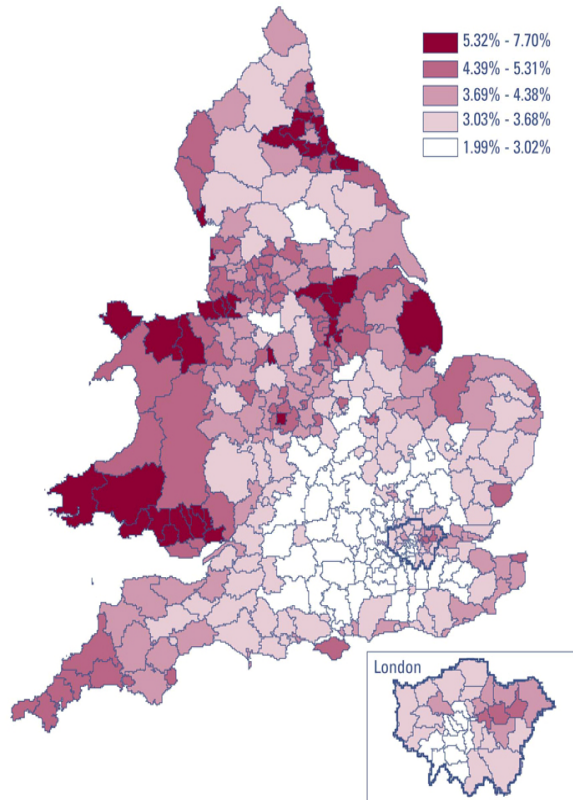 5.32% - 7.70%
4.39% - 5.31%
3.69% - 4.38%
3.03% - 3.68%
1.99% - 3.02%
London